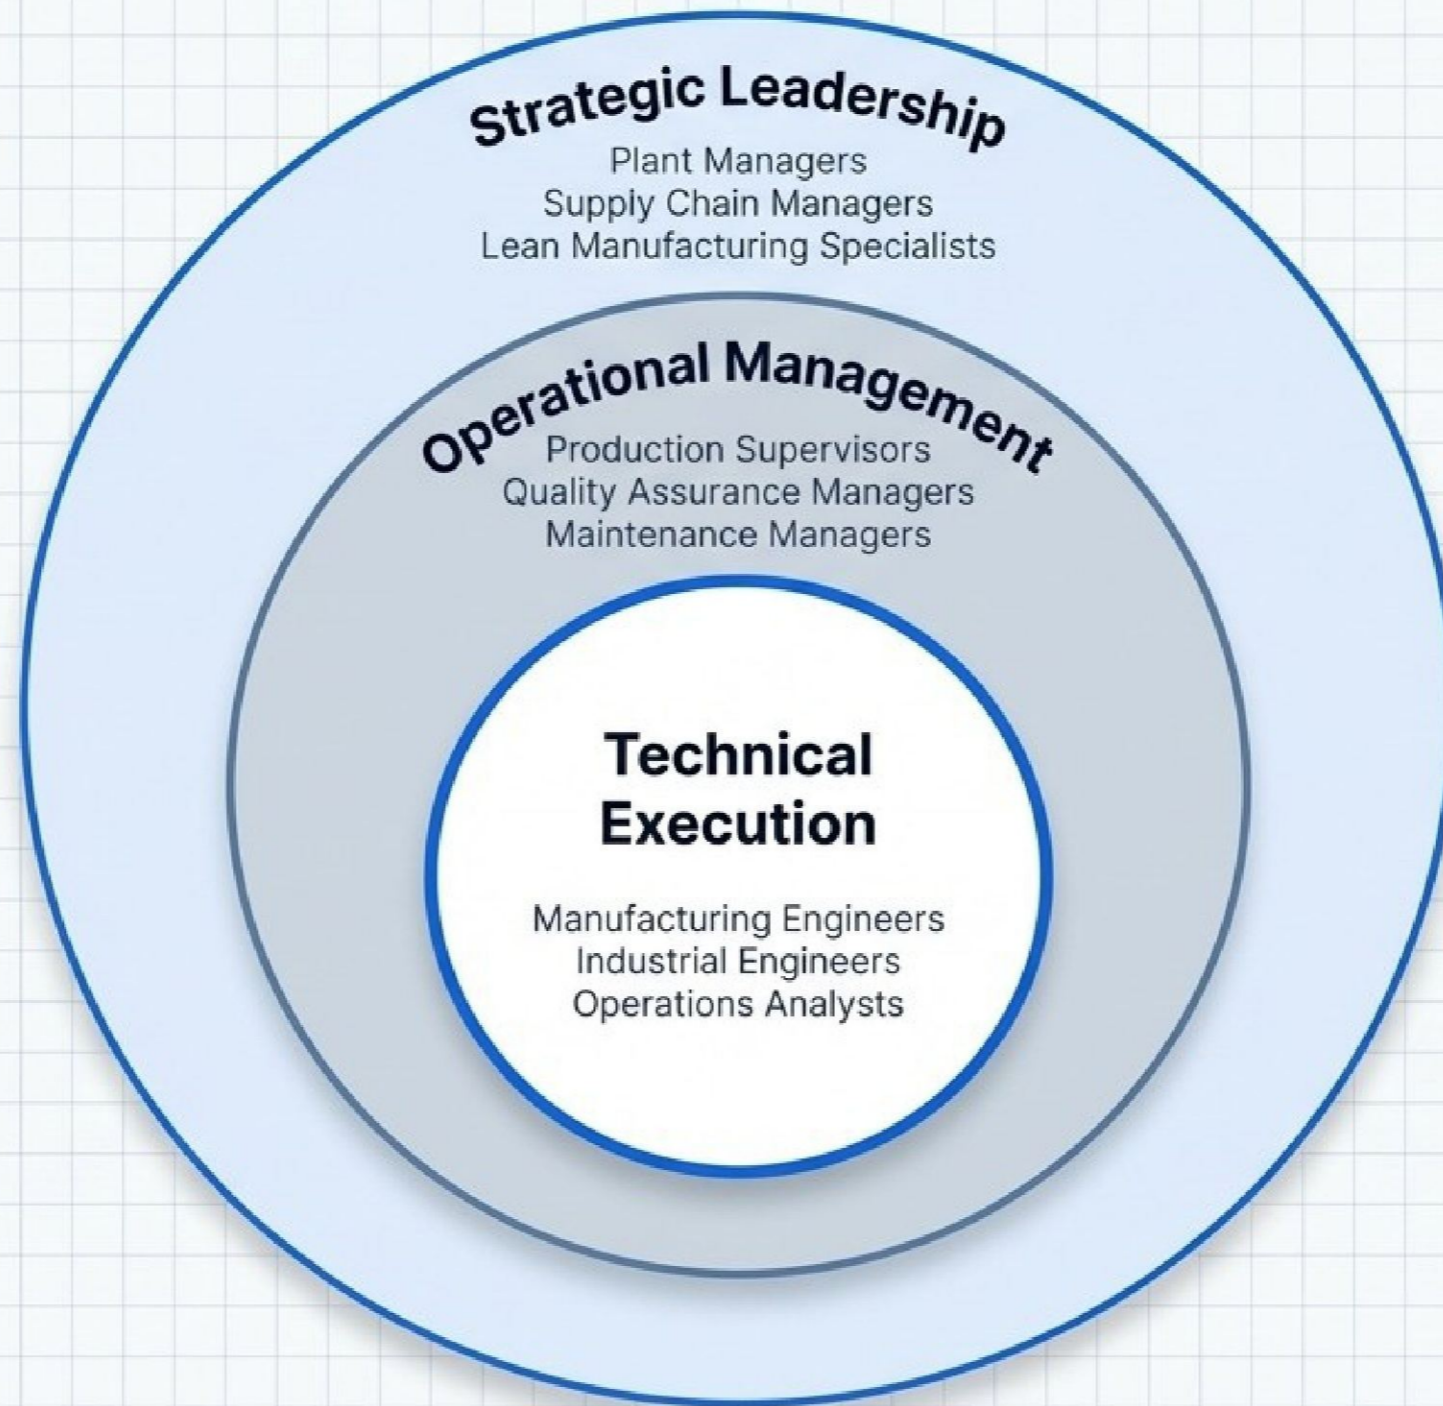 Strategic Leadership
Plant Managers
Supply Chain Managers
Lean Manufacturing Specialists
Operational Management
Production Supervisors
Quality Assurance Managers
Maintenance Managers
Technical
Execution
Manufacturing Engineers
Industrial Engineers
Operations Analysts